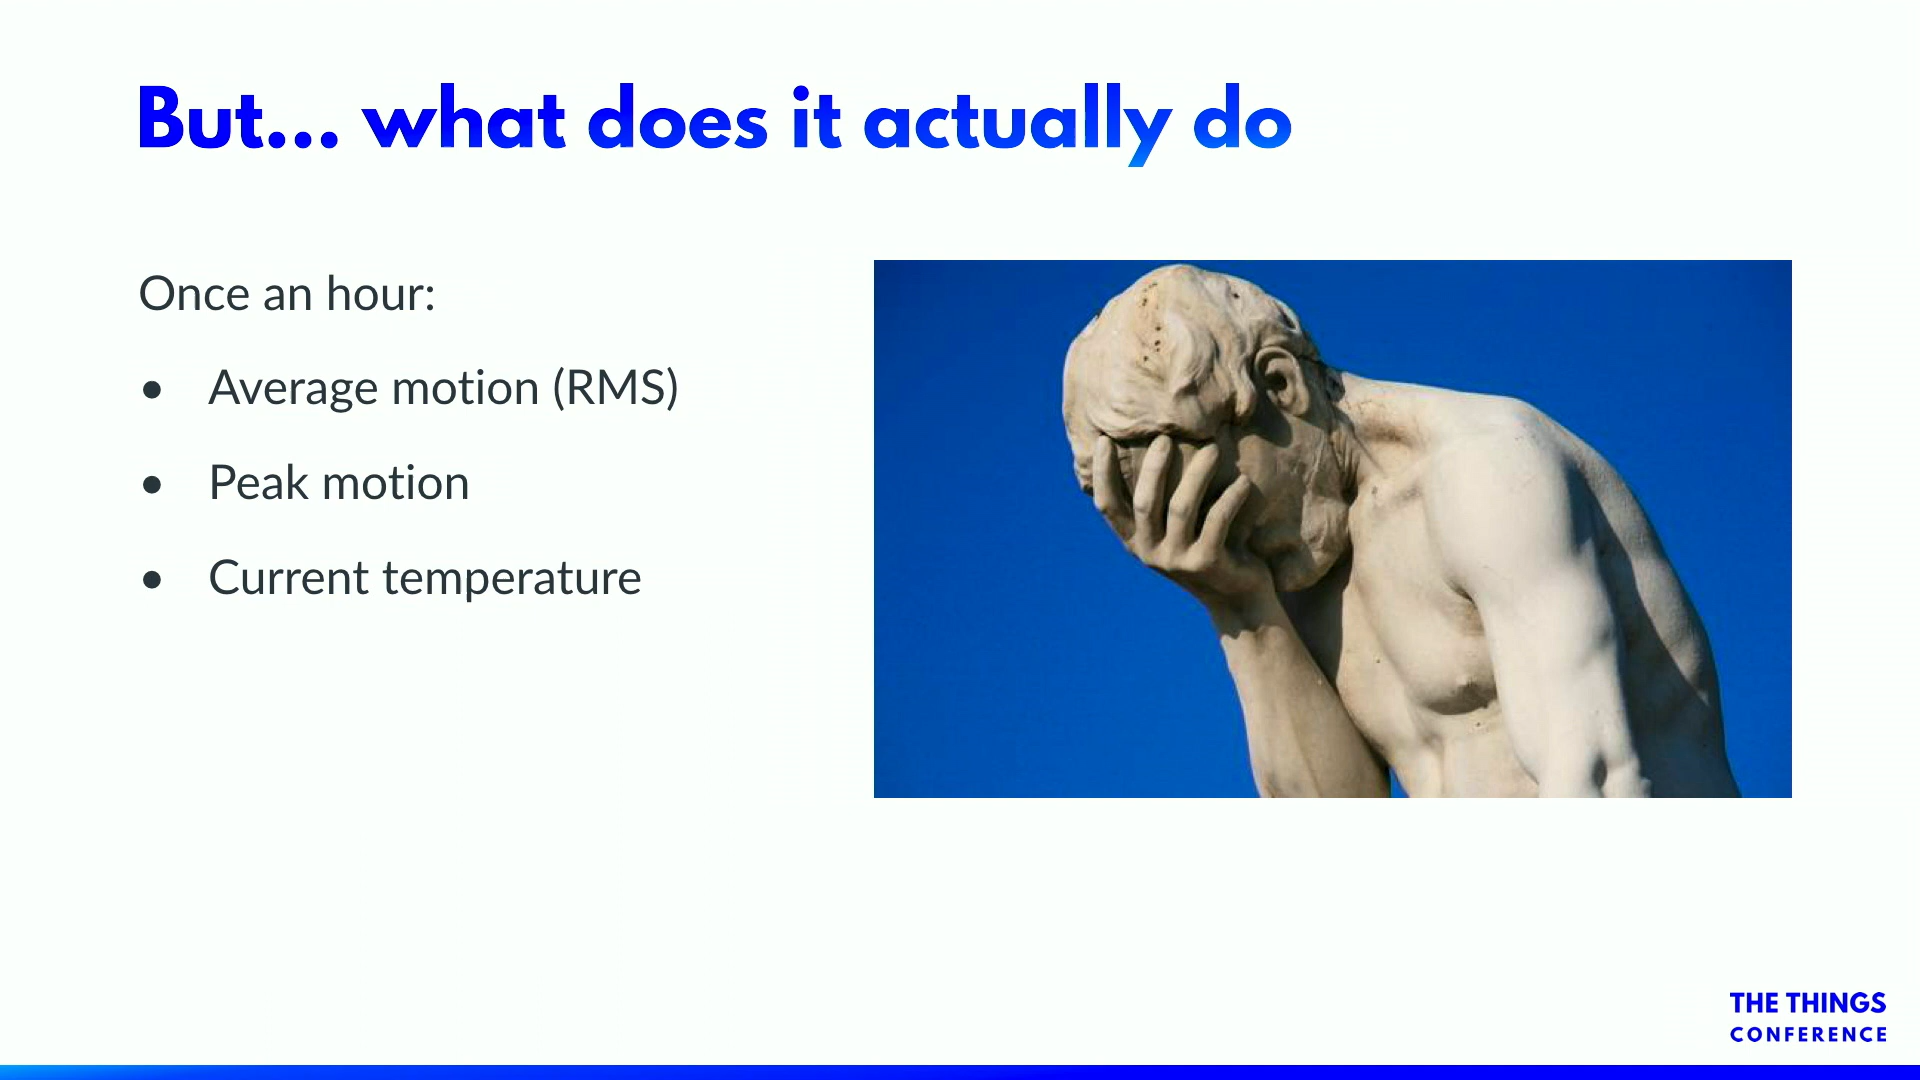 But... what does it actually do
Once an hour:
• Average motion (RMS)
• Peak motion
• Current temperature
THE THINGS
CONFERENCE